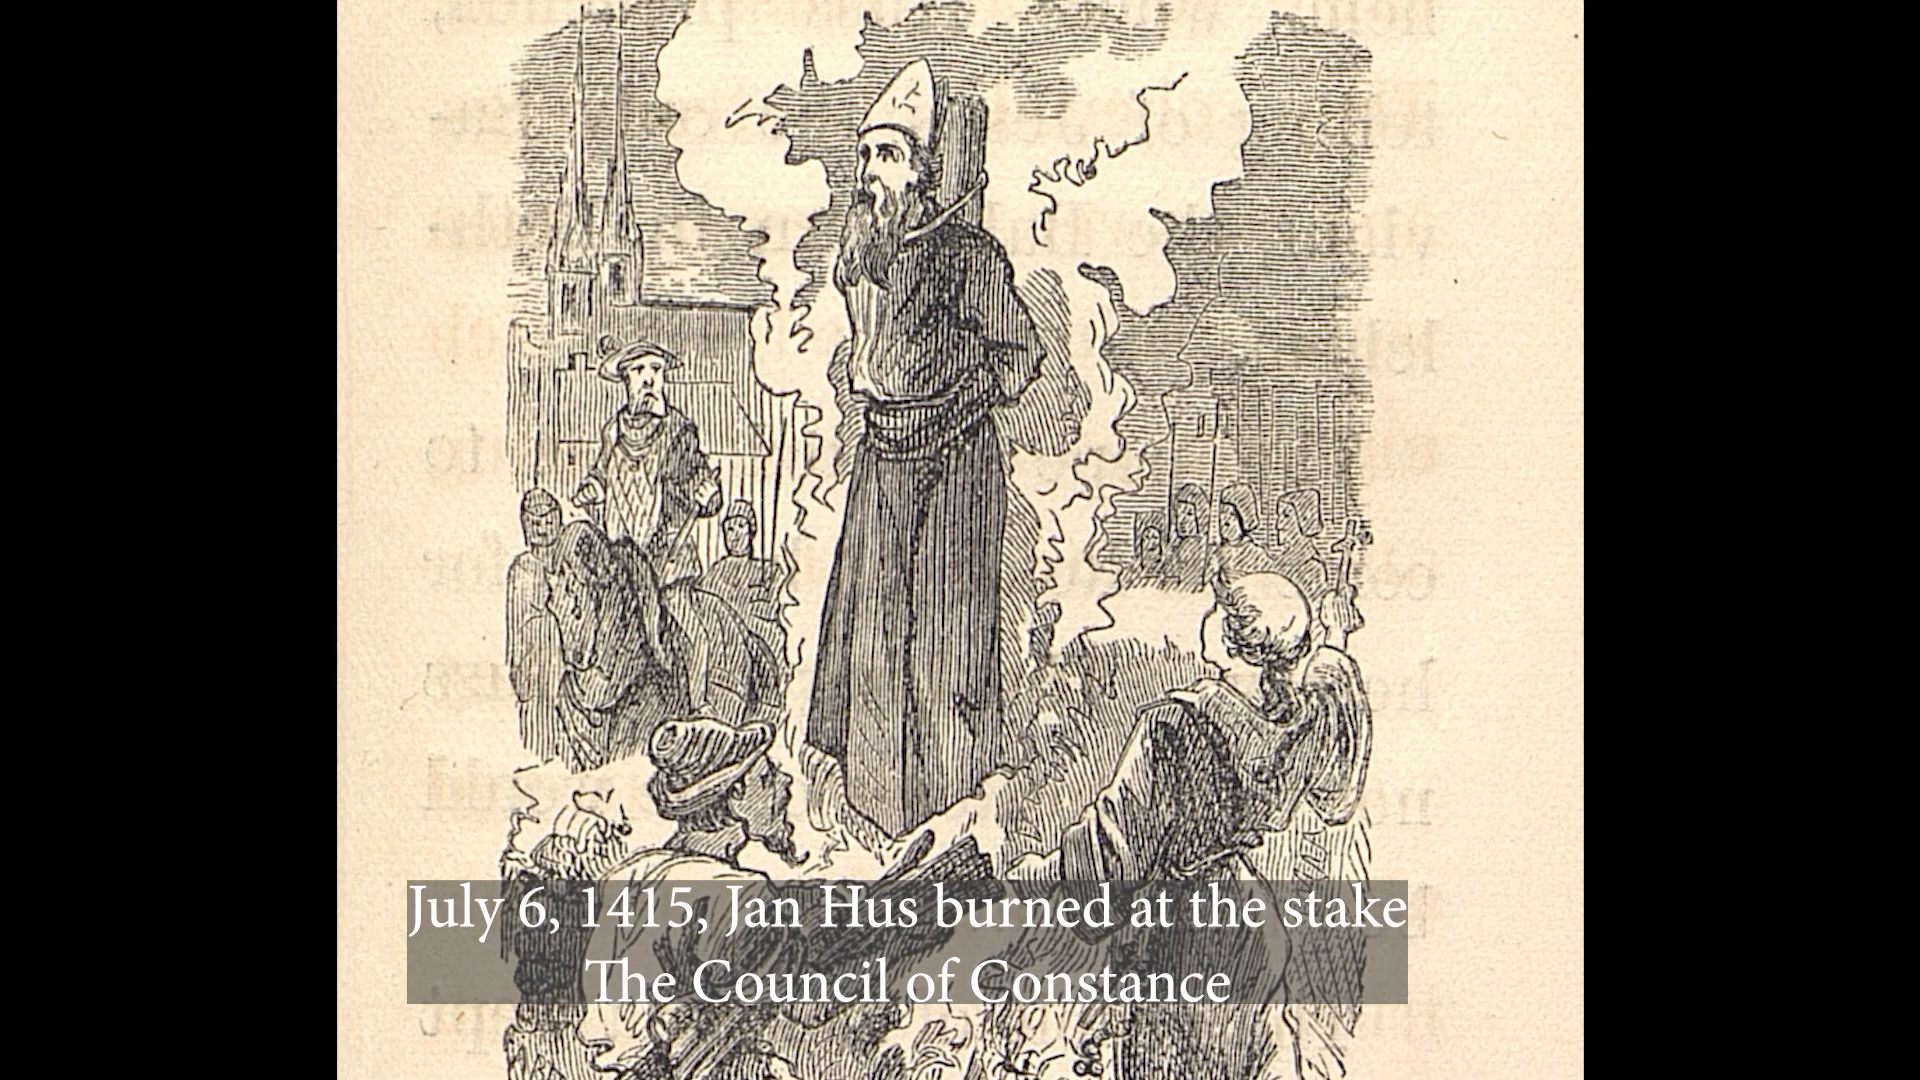 July 6, 1415, Jan Hus burned at the stake
The Council of Constance